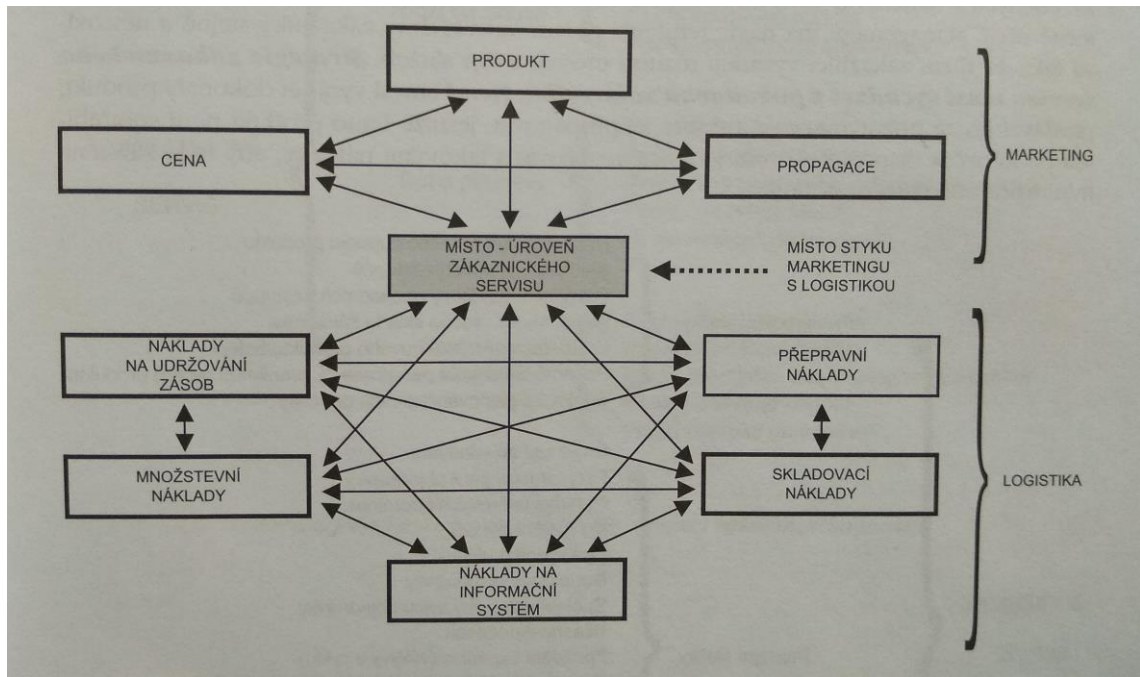 PRODUKT
CENA
PROPAGACE
MARKETING
MÍSTO - ÚROVEŇ
ZÁKAZNICKÉHO
SERVISU
MÍSTO STYKU
MARKETINGU
S LOGISTIKOU
NÁKLADY
NA UDRŽOVÁNÍ
ZÁSOB
PŘEPRAVNÍ
NÁKLADY
MNOŽSTEVNÍ
NÁKLADY
SKLADOVACÍ
NÁKLADY
LOGISTIKA
NÁKLADY NA
INFORMAČNÍ
SYSTÉM